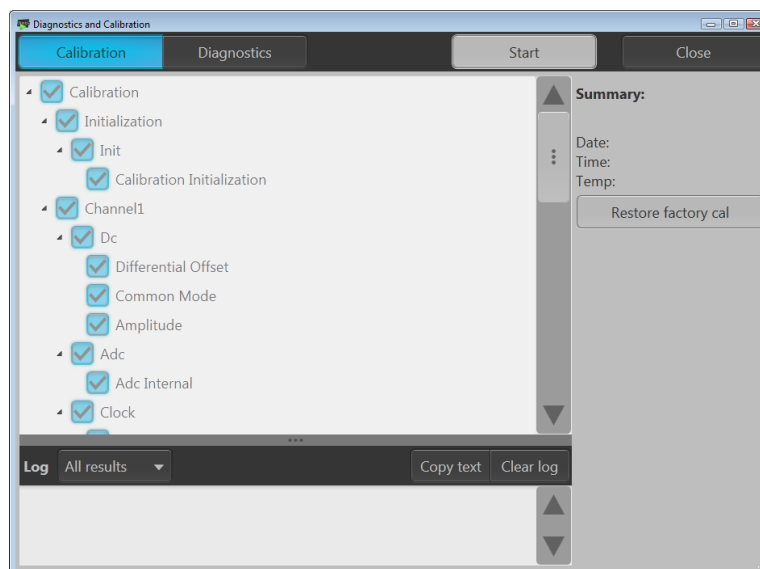 Diagnostics and Calibration
Calibration Diagnostics Start Close
Calibration
Initialization
Init
Calibration Initialization
Channel1
Dc
Differential Offset
Common Mode
Amplitude
Adc
Adc Internal
Clock
Summary:
Date:
Time:
Temp:
Restore factory cal
Log All results Copy text Clear log